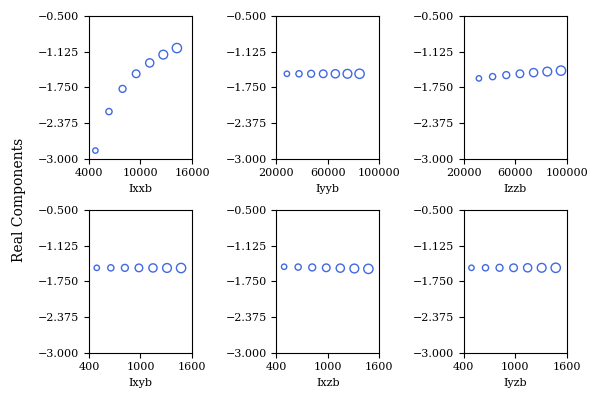 −0.500 −0.500 −0.500
−1.125 −1.125 −1.125
−1.750 −1.750 −1.750
−2.375 −2.375 −2.375
−3.000 −3.000 −3.000
4000 10000 16000 20000 60000 100000 20000 60000 100000
Ixxb Iyyb Izzb
Real Components
−0.500 −0.500 −0.500
−1.125 −1.125 −1.125
−1.750 −1.750 −1.750
−2.375 −2.375 −2.375
−3.000 −3.000 −3.000
400 1000 1600 400 1000 1600 400 1000 1600
Ixyb Ixzb Iyzb